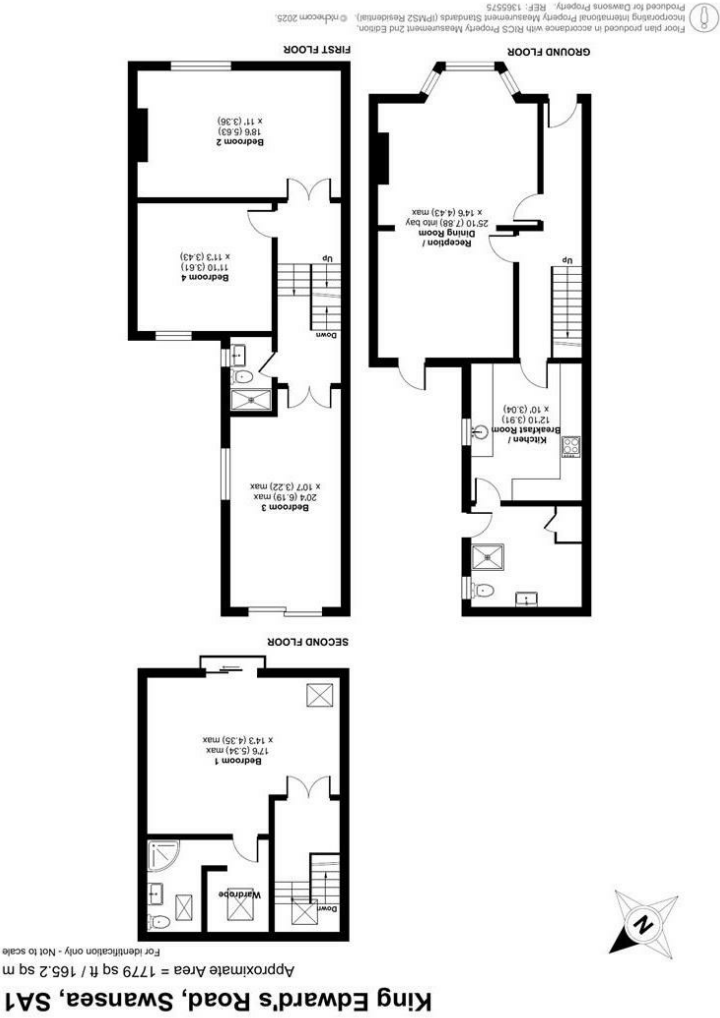 King Edward's Road, Swansea, SA1
Approximate Area = 1779 sq ft / 165.2 sq m
For identification only - Not to scale
N
Down
Wardrobe
Bedroom 1
17'6 (5.34) max
x 14'3 (4.35) max
SECOND FLOOR
Bedroom 3
20'4 (6.19) max
x 10'7 (3.22) max
Down
Up
Bedroom 4
11'10 (3.61)
x 11'3 (3.43)
Bedroom 2
18'6 (5.63)
x 11' (3.36)
FIRST FLOOR
Kitchen /
Breakfast Room
12'10 (3.91)
x 10' (3.04)
Up
Reception /
Dining Room
25'10 (7.88) into bay
x 14'6 (4.43) max
GROUND FLOOR
Floor plan produced in accordance with RICS Property Measurement 2nd Edition.
Incorporating International Property Measurement Standards (IPMS2 Residential). © nichecom 2025.
Produced for Dawsons Property. REF: 1365575